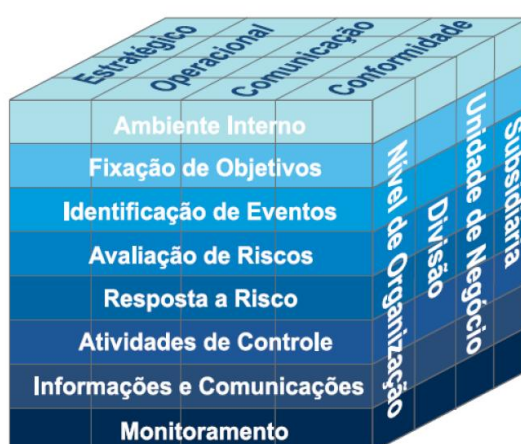 Estratégico
Operacional
Comunicação
Conformidade
Ambiente Interno
Fixação de Objetivos
Identificação de Eventos
Avaliação de Riscos
Resposta a Risco
Atividades de Controle
Informações e Comunicações
Monitoramento
Nível de Organização
Divisão
Unidade de Negócio
Subsidiaria